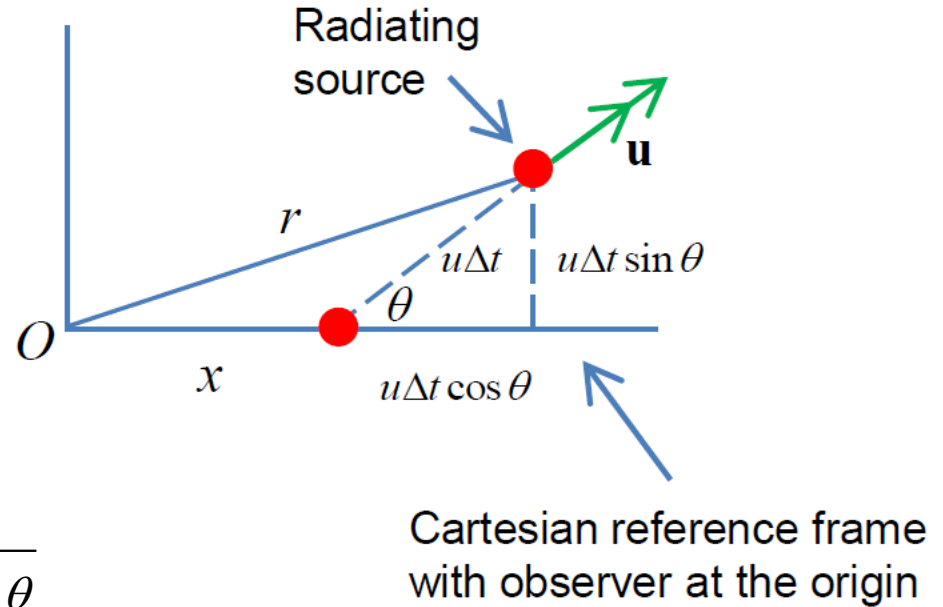 Radiating
source
u
r
uΔt
uΔt sin θ
θ
O
x
uΔt cos θ
Cartesian reference frame
with observer at the origin
θ